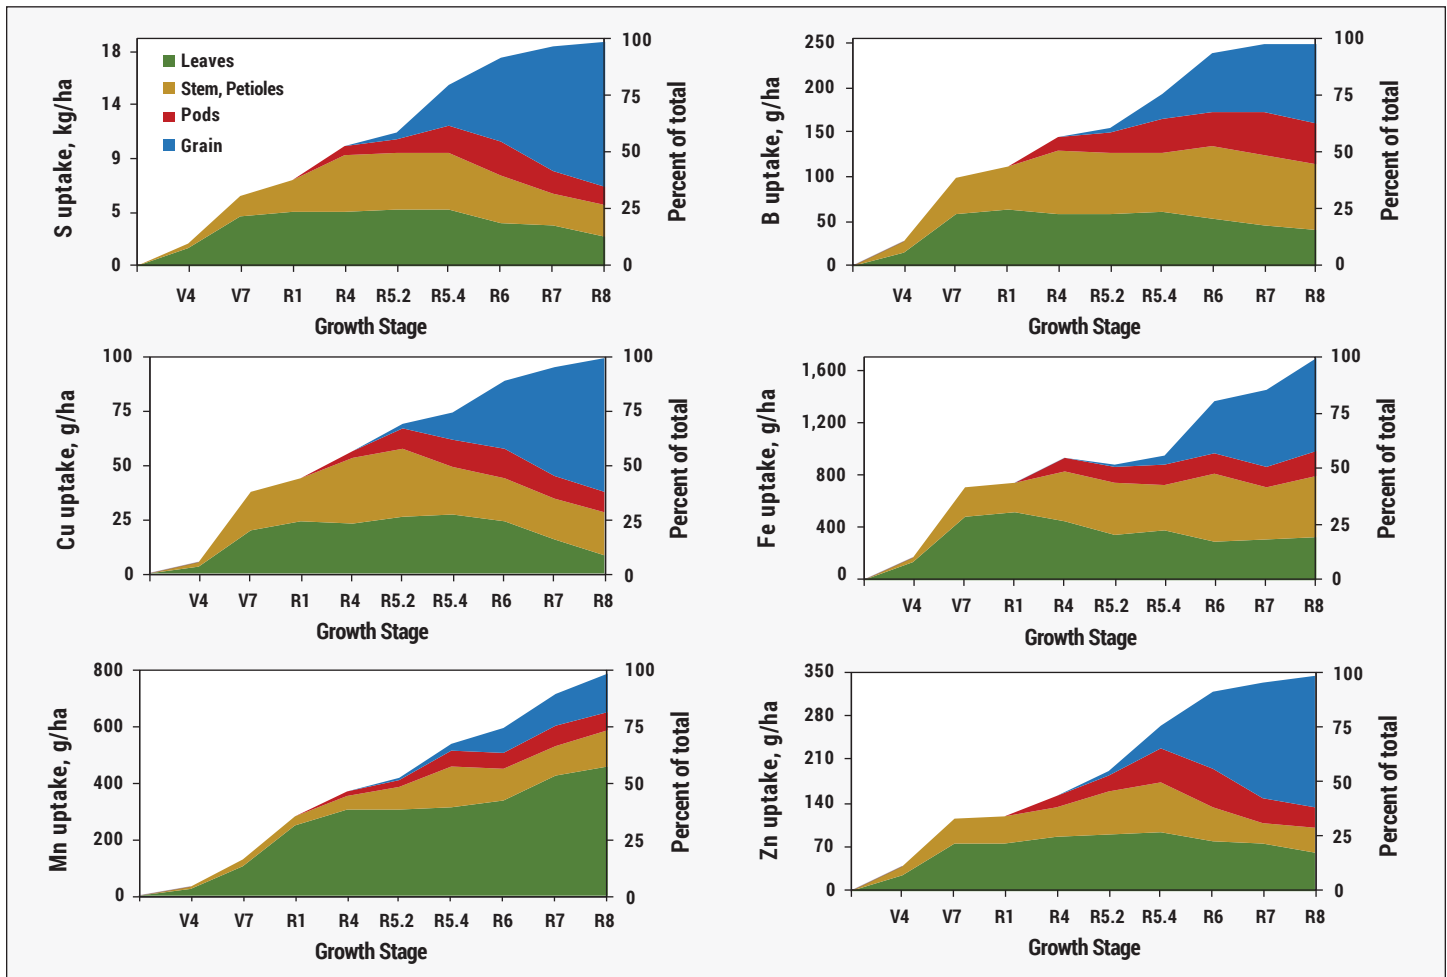 S uptake, kg/ha
18
14
9
5
0
Leaves
Stem, Petioles
Pods
Grain
100
75
50
25
0
Percent of total
V4 V7 R1 R4 R5.2 R5.4 R6 R7 R8
Growth Stage
B uptake, g/ha
250
200
150
100
50
0
100
75
50
25
0
Percent of total
V4 V7 R1 R4 R5.2 R5.4 R6 R7 R8
Growth Stage
Cu uptake, g/ha
100
75
50
25
0
100
75
50
25
0
Percent of total
V4 V7 R1 R4 R5.2 R5.4 R6 R7 R8
Growth Stage
Fe uptake, g/ha
1,600
1,200
800
400
0
100
75
50
25
0
Percent of total
V4 V7 R1 R4 R5.2 R5.4 R6 R7 R8
Growth Stage
Mn uptake, g/ha
800
600
400
200
0
100
75
50
25
0
Percent of total
V4 V7 R1 R4 R5.2 R5.4 R6 R7 R8
Growth Stage
Zn uptake, g/ha
350
280
210
140
70
0
100
75
50
25
0
Percent of total
V4 V7 R1 R4 R5.2 R5.4 R6 R7 R8
Growth Stage